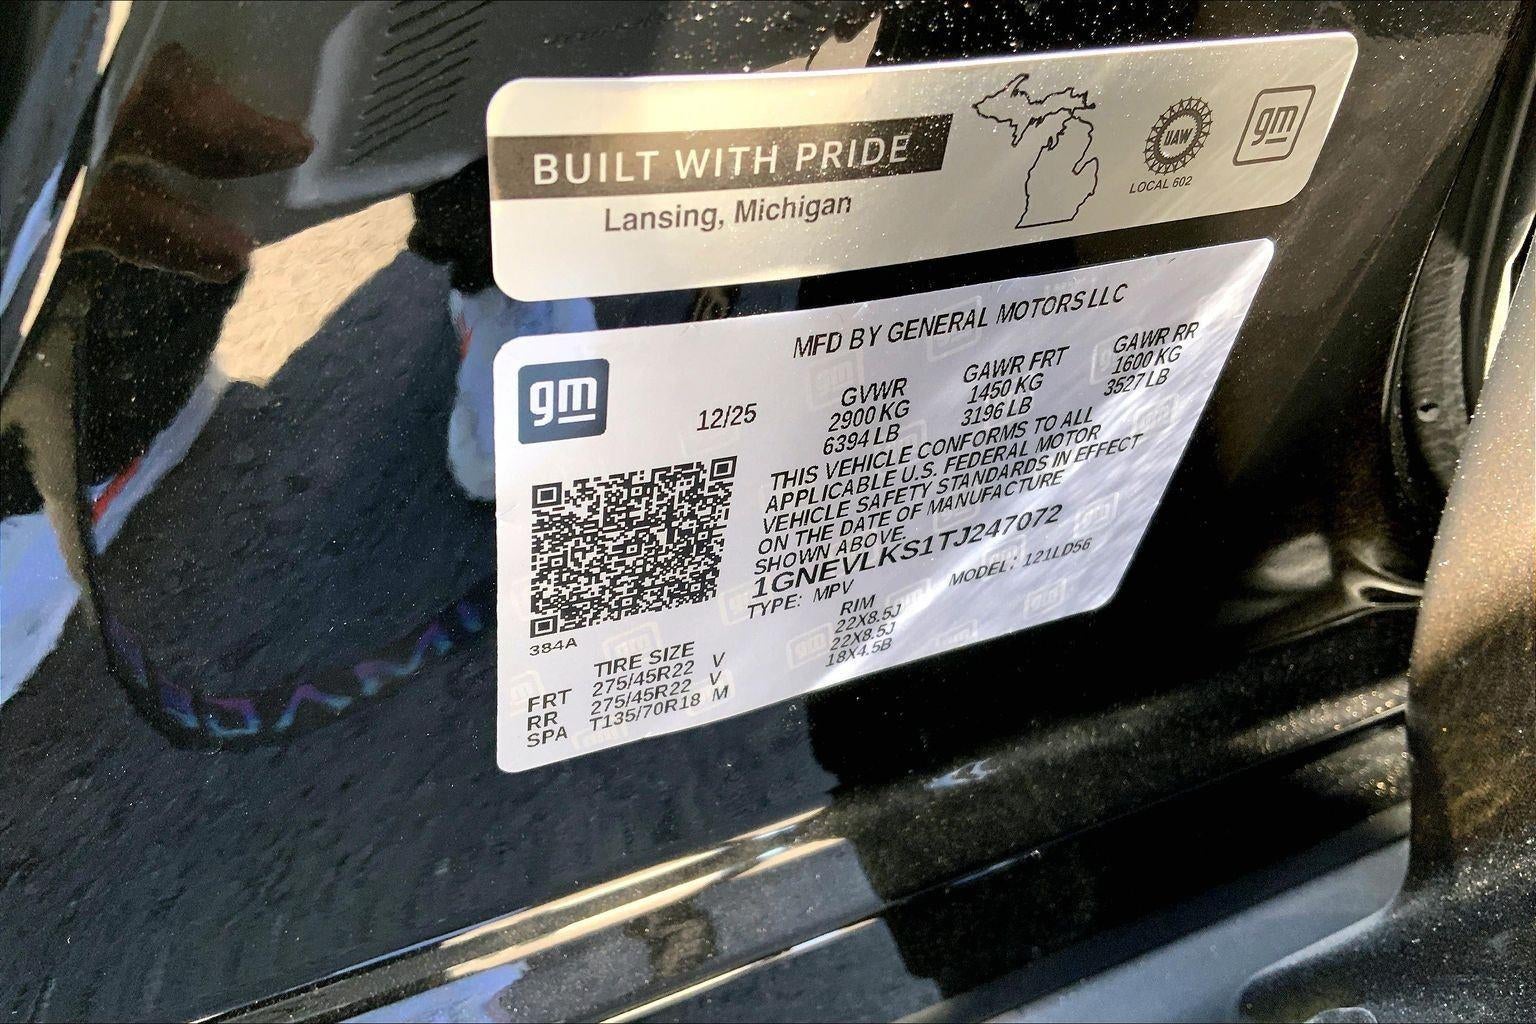 BUILT WITH PRIDE
Lansing, Michigan
UAW
LOCAL 602
gm
MFD BY GENERAL MOTORS LLC
gm
12/25
GVWR GAWR FRT GAWR RR
2900 KG 1450 KG 1600 KG
6394 LB 3196 LB 3527 LB
THIS VEHICLE CONFORMS TO ALL
APPLICABLE U.S. FEDERAL MOTOR
VEHICLE SAFETY STANDARDS IN EFFECT
ON THE DATE OF MANUFACTURE
SHOWN ABOVE.
1GNEVLKS1TJ247072
TYPE: MPV MODEL: 121LD56
384A
TIRE SIZE RIM
FRT 275/45R22 V 22X8.5J
RR 275/45R22 V 22X8.5J
SPA T135/70R18 M 18X4.5B